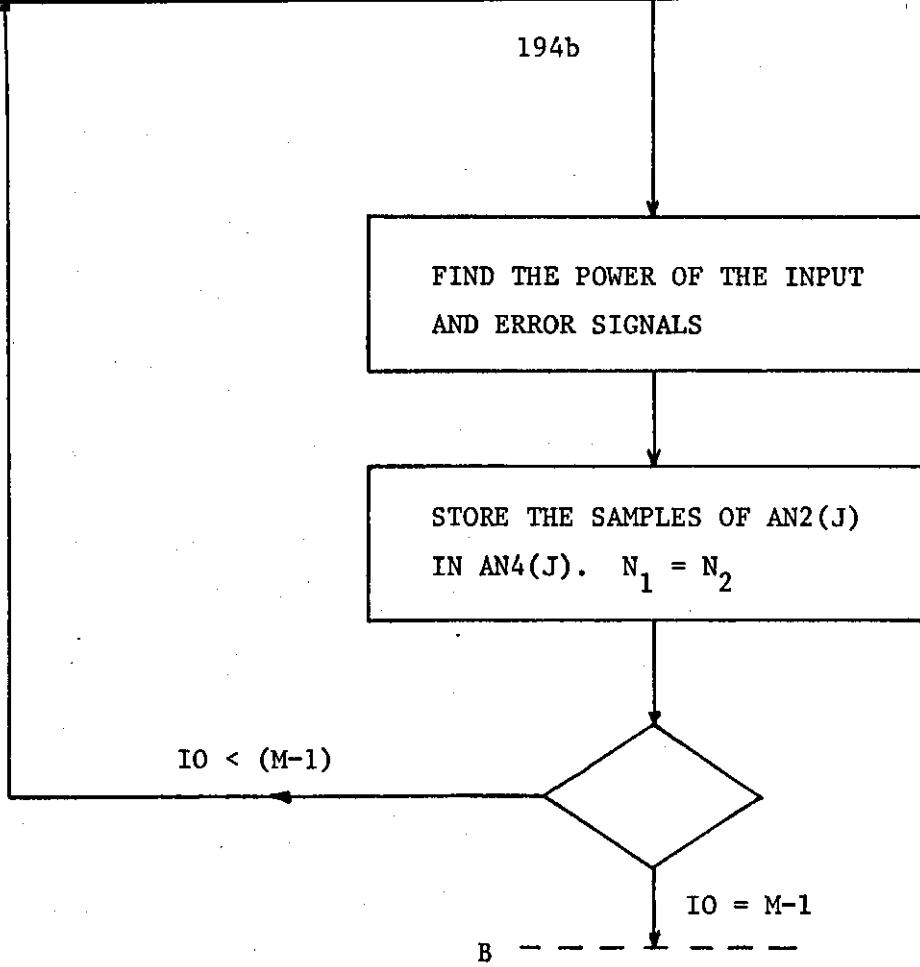 194b
FIND THE POWER OF THE INPUT
AND ERROR SIGNALS
STORE THE SAMPLES OF AN2(J)
IN AN4(J). N₁ = N₂
IO < (M-1)
IO = M-1
B